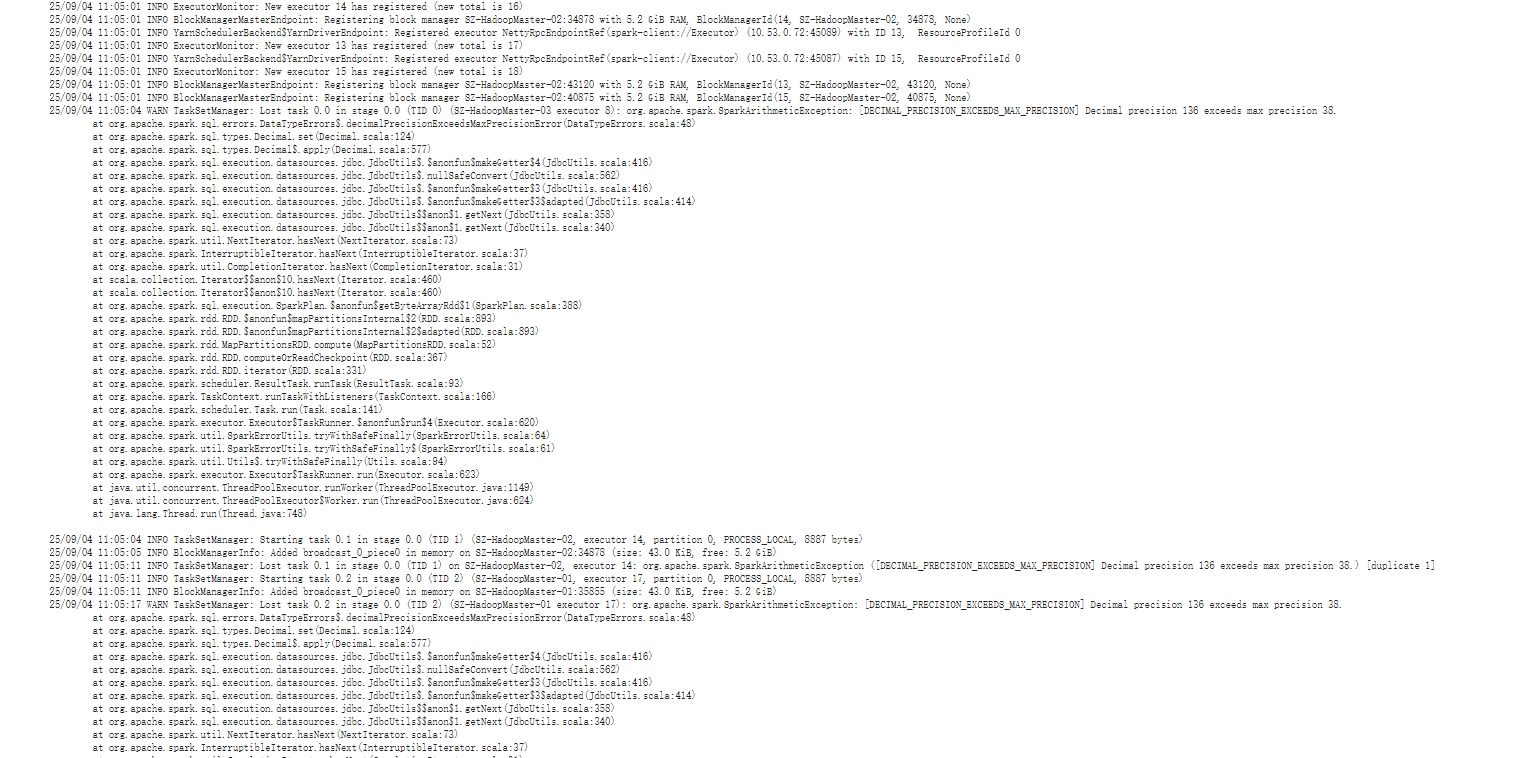 25/09/04 11:05:01 INFO ExecutorMonitor: New executor 14 has registered (new total is 16)
25/09/04 11:05:01 INFO BlockManagerMasterEndpoint: Registering block manager SZ-HadoopMaster-02:34878 with 5.2 GiB RAM, BlockManagerId(14, SZ-HadoopMaster-02, 34878, None)
25/09/04 11:05:01 INFO YarnSchedulerBackend$YarnDriverEndpoint: Registered executor NettyRpcEndpointRef(spark-client://Executor) (10.53.0.72:45089) with ID 13,  ResourceProfileId 0
25/09/04 11:05:01 INFO ExecutorMonitor: New executor 13 has registered (new total is 17)
25/09/04 11:05:01 INFO YarnSchedulerBackend$YarnDriverEndpoint: Registered executor NettyRpcEndpointRef(spark-client://Executor) (10.53.0.72:45087) with ID 15,  ResourceProfileId 0
25/09/04 11:05:01 INFO ExecutorMonitor: New executor 15 has registered (new total is 18)
25/09/04 11:05:01 INFO BlockManagerMasterEndpoint: Registering block manager SZ-HadoopMaster-02:43120 with 5.2 GiB RAM, BlockManagerId(13, SZ-HadoopMaster-02, 43120, None)
25/09/04 11:05:01 INFO BlockManagerMasterEndpoint: Registering block manager SZ-HadoopMaster-02:40875 with 5.2 GiB RAM, BlockManagerId(15, SZ-HadoopMaster-02, 40875, None)
25/09/04 11:05:04 WARN TaskSetManager: Lost task 0.0 in stage 0.0 (TID 0) (SZ-HadoopMaster-03 executor 8): org.apache.spark.SparkArithmeticException: [DECIMAL_PRECISION_EXCEEDS_MAX_PRECISION] Decimal precision 136 exceeds max precision 38.
at org.apache.spark.sql.errors.DataTypeErrors$.decimalPrecisionExceedsMaxPrecisionError(DataTypeErrors.scala:48)
at org.apache.spark.sql.types.Decimal.set(Decimal.scala:124)
at org.apache.spark.sql.types.Decimal$.apply(Decimal.scala:577)
at org.apache.spark.sql.execution.datasources.jdbc.JdbcUtils$.$anonfun$makeGetter$4(JdbcUtils.scala:416)
at org.apache.spark.sql.execution.datasources.jdbc.JdbcUtils$.nullSafeConvert(JdbcUtils.scala:562)
at org.apache.spark.sql.execution.datasources.jdbc.JdbcUtils$.$anonfun$makeGetter$3(JdbcUtils.scala:416)
at org.apache.spark.sql.execution.datasources.jdbc.JdbcUtils$.$anonfun$makeGetter$3$adapted(JdbcUtils.scala:414)
at org.apache.spark.sql.execution.datasources.jdbc.JdbcUtils$$anon$1.getNext(JdbcUtils.scala:358)
at org.apache.spark.sql.execution.datasources.jdbc.JdbcUtils$$anon$1.getNext(JdbcUtils.scala:340)
at org.apache.spark.util.NextIterator.hasNext(NextIterator.scala:73)
at org.apache.spark.InterruptibleIterator.hasNext(InterruptibleIterator.scala:37)
at org.apache.spark.util.CompletionIterator.hasNext(CompletionIterator.scala:31)
at scala.collection.Iterator$$anon$10.hasNext(Iterator.scala:460)
at scala.collection.Iterator$$anon$10.hasNext(Iterator.scala:460)
at org.apache.spark.sql.execution.SparkPlan.$anonfun$getByteArrayRdd$1(SparkPlan.scala:388)
at org.apache.spark.rdd.RDD.$anonfun$mapPartitionsInternal$2(RDD.scala:893)
at org.apache.spark.rdd.RDD.$anonfun$mapPartitionsInternal$2$adapted(RDD.scala:893)
at org.apache.spark.rdd.MapPartitionsRDD.compute(MapPartitionsRDD.scala:52)
at org.apache.spark.rdd.RDD.computeOrReadCheckpoint(RDD.scala:367)
at org.apache.spark.rdd.RDD.iterator(RDD.scala:331)
at org.apache.spark.scheduler.ResultTask.runTask(ResultTask.scala:93)
at org.apache.spark.TaskContext.runTaskWithListeners(TaskContext.scala:166)
at org.apache.spark.scheduler.Task.run(Task.scala:141)
at org.apache.spark.executor.Executor$TaskRunner.$anonfun$run$4(Executor.scala:620)
at org.apache.spark.util.SparkErrorUtils.tryWithSafeFinally(SparkErrorUtils.scala:64)
at org.apache.spark.util.SparkErrorUtils.tryWithSafeFinally$(SparkErrorUtils.scala:61)
at org.apache.spark.util.Utils$.tryWithSafeFinally(Utils.scala:94)
at org.apache.spark.executor.Executor$TaskRunner.run(Executor.scala:623)
at java.util.concurrent.ThreadPoolExecutor.runWorker(ThreadPoolExecutor.java:1149)
at java.util.concurrent.ThreadPoolExecutor$Worker.run(ThreadPoolExecutor.java:624)
at java.lang.Thread.run(Thread.java:748)
25/09/04 11:05:04 INFO TaskSetManager: Starting task 0.1 in stage 0.0 (TID 1) (SZ-HadoopMaster-02, executor 14, partition 0, PROCESS_LOCAL, 8887 bytes)
25/09/04 11:05:05 INFO BlockManagerInfo: Added broadcast_0_piece0 in memory on SZ-HadoopMaster-02:34878 (size: 43.0 KiB, free: 5.2 GiB)
25/09/04 11:05:11 INFO TaskSetManager: Lost task 0.1 in stage 0.0 (TID 1) on SZ-HadoopMaster-02, executor 14: org.apache.spark.SparkArithmeticException ([DECIMAL_PRECISION_EXCEEDS_MAX_PRECISION] Decimal precision 136 exceeds max precision 38.) [duplicate 1]
25/09/04 11:05:11 INFO TaskSetManager: Starting task 0.2 in stage 0.0 (TID 2) (SZ-HadoopMaster-01, executor 17, partition 0, PROCESS_LOCAL, 8887 bytes)
25/09/04 11:05:11 INFO BlockManagerInfo: Added broadcast_0_piece0 in memory on SZ-HadoopMaster-01:35855 (size: 43.0 KiB, free: 5.2 GiB)
25/09/04 11:05:17 WARN TaskSetManager: Lost task 0.2 in stage 0.0 (TID 2) (SZ-HadoopMaster-01 executor 17): org.apache.spark.SparkArithmeticException: [DECIMAL_PRECISION_EXCEEDS_MAX_PRECISION] Decimal precision 136 exceeds max precision 38.
at org.apache.spark.sql.errors.DataTypeErrors$.decimalPrecisionExceedsMaxPrecisionError(DataTypeErrors.scala:48)
at org.apache.spark.sql.types.Decimal.set(Decimal.scala:124)
at org.apache.spark.sql.types.Decimal$.apply(Decimal.scala:577)
at org.apache.spark.sql.execution.datasources.jdbc.JdbcUtils$.$anonfun$makeGetter$4(JdbcUtils.scala:416)
at org.apache.spark.sql.execution.datasources.jdbc.JdbcUtils$.nullSafeConvert(JdbcUtils.scala:562)
at org.apache.spark.sql.execution.datasources.jdbc.JdbcUtils$.$anonfun$makeGetter$3(JdbcUtils.scala:416)
at org.apache.spark.sql.execution.datasources.jdbc.JdbcUtils$.$anonfun$makeGetter$3$adapted(JdbcUtils.scala:414)
at org.apache.spark.sql.execution.datasources.jdbc.JdbcUtils$$anon$1.getNext(JdbcUtils.scala:358)
at org.apache.spark.sql.execution.datasources.jdbc.JdbcUtils$$anon$1.getNext(JdbcUtils.scala:340)
at org.apache.spark.util.NextIterator.hasNext(NextIterator.scala:73)
at org.apache.spark.InterruptibleIterator.hasNext(InterruptibleIterator.scala:37)